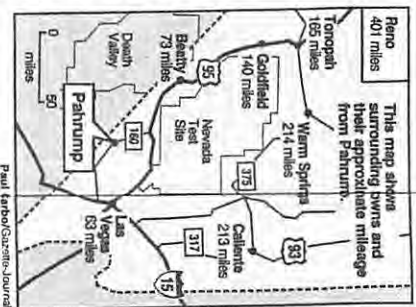 Reno
401 miles
This map shows
surrounding owns and
their approximate mileage
from Pahrump.
Tonopah
165 miles
Warm Springs
214 miles
Goldfield
140 miles
375
93
95
Beatty
73 miles
Nevada
Test
Site
Caliente
213 miles
317
Death
Valley
160
Pahrump
Las
Vegas
63 miles
15
0
50
miles
Paul /Gazette-Journal